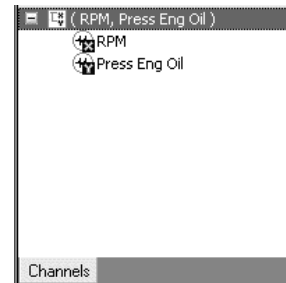 ( RPM, Press Eng Oil )
RPM
Press Eng Oil
Channels